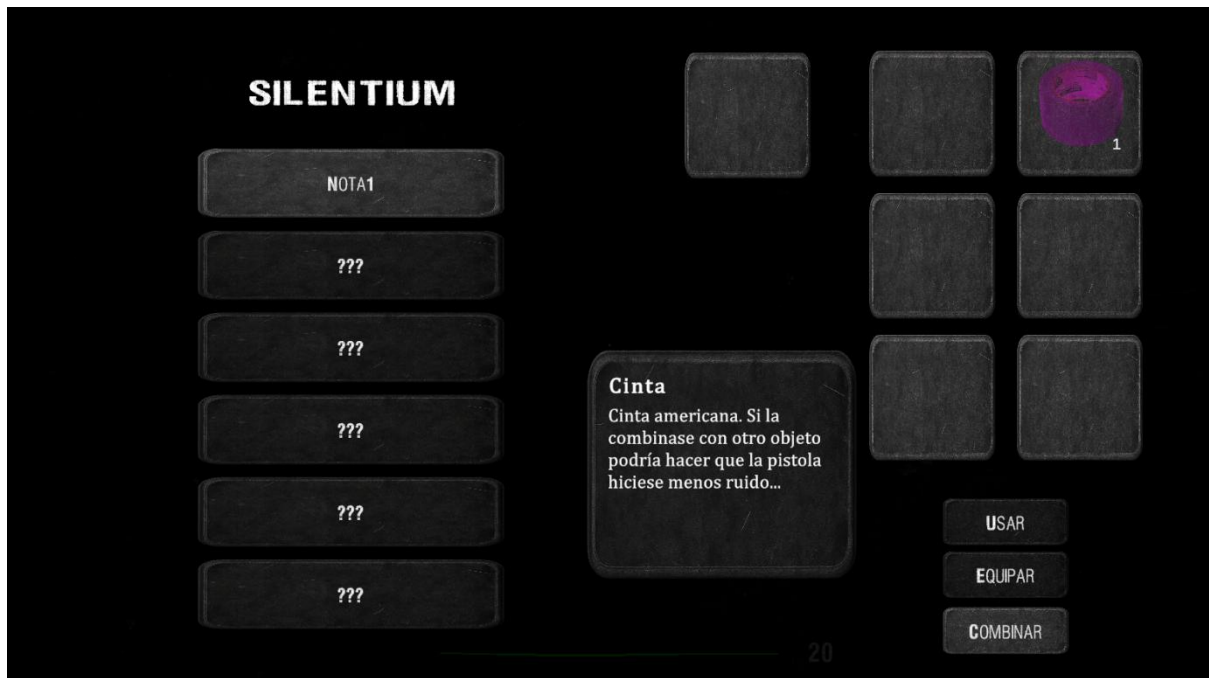 SILENTIUM
NOTA1
???
???
???
???
???
1
Cinta
Cinta americana. Si la
combinase con otro objeto
podría hacer que la pistola
hiciese menos ruido...
USAR
EQUIPAR
COMBINAR
20